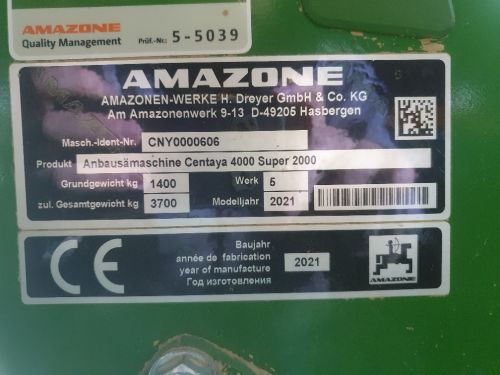 AMAZONE
Quality Management Prüf.-Nr.: 5-5039
AMAZONE
AMAZONEN-WERKE H. Dreyer GmbH & Co. KG
Am Amazonenwerk 9-13 D-49205 Hasbergen
Masch.-Ident-Nr. CNY0000606
Produkt Anbausämaschine Centaya 4000 Super 2000
Grundgewicht kg 1400 Werk 5
zul. Gesamtgewicht kg 3700 Modelljahr 2021
CE
Baujahr
année de fabrication
year of manufacture 2021
Год изготовления
AMAZONE